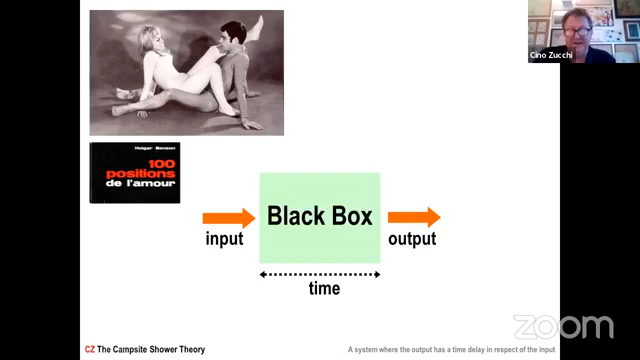 Cino Zucchi
Holger Benson
100
positions
de l'amour
Black Box
input
output
time
CZ The Campsite Shower Theory
A system where the output has a time delay in respect of the input
zoom